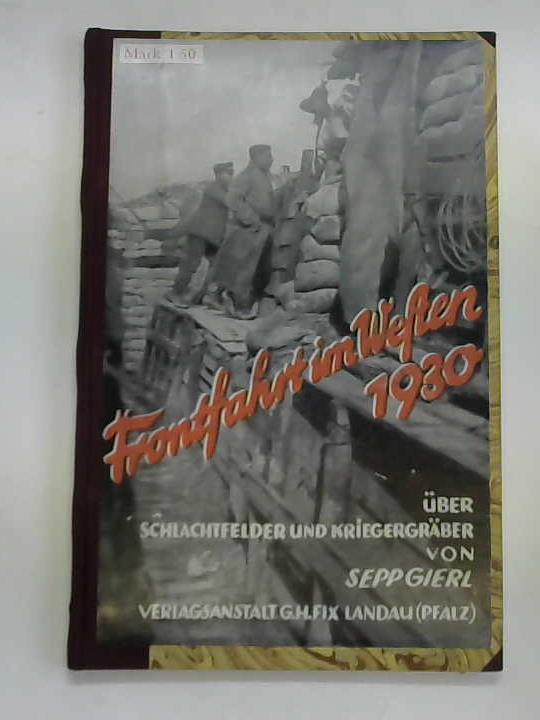 Mark 1.50
Frontfahrt im Westen
1930
ÜBER
SCHLACHTFELDER UND KRIEGERGRÄBER
VON
SEPP GIERL
VERLAGSANSTALT G.H.FIX LANDAU (PFALZ)